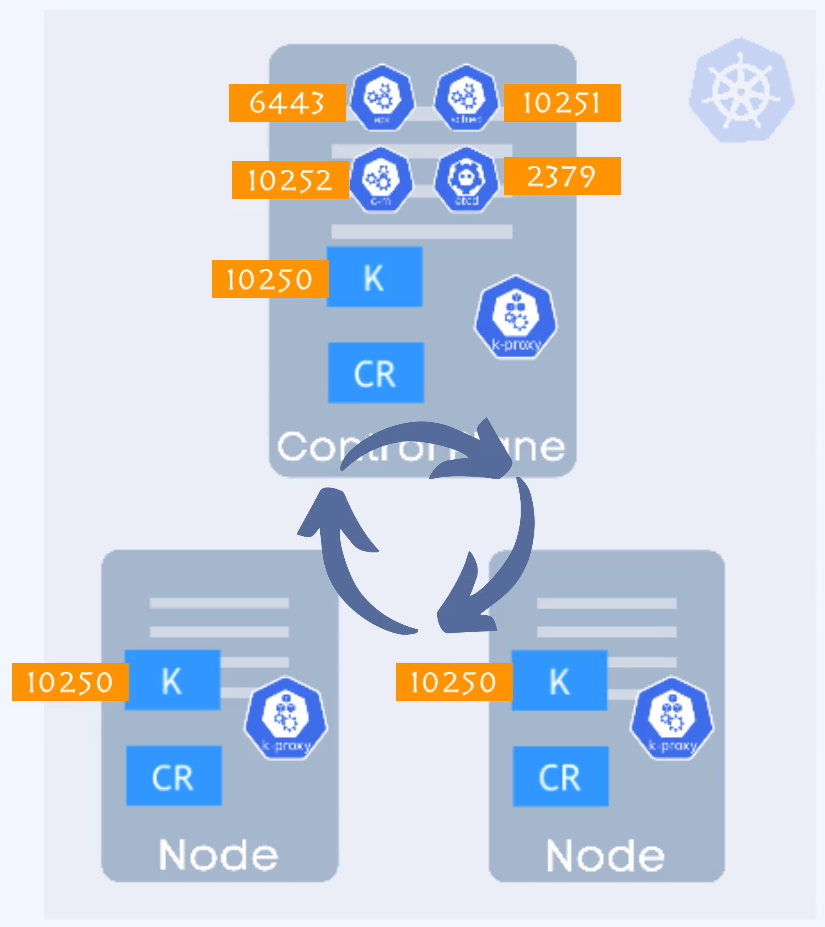 6443
api
sched
10251
10252
c-m
etcd
2379
10250
K
k-proxy
CR
Control Plane
10250
K
k-proxy
CR
Node
10250
K
k-proxy
CR
Node